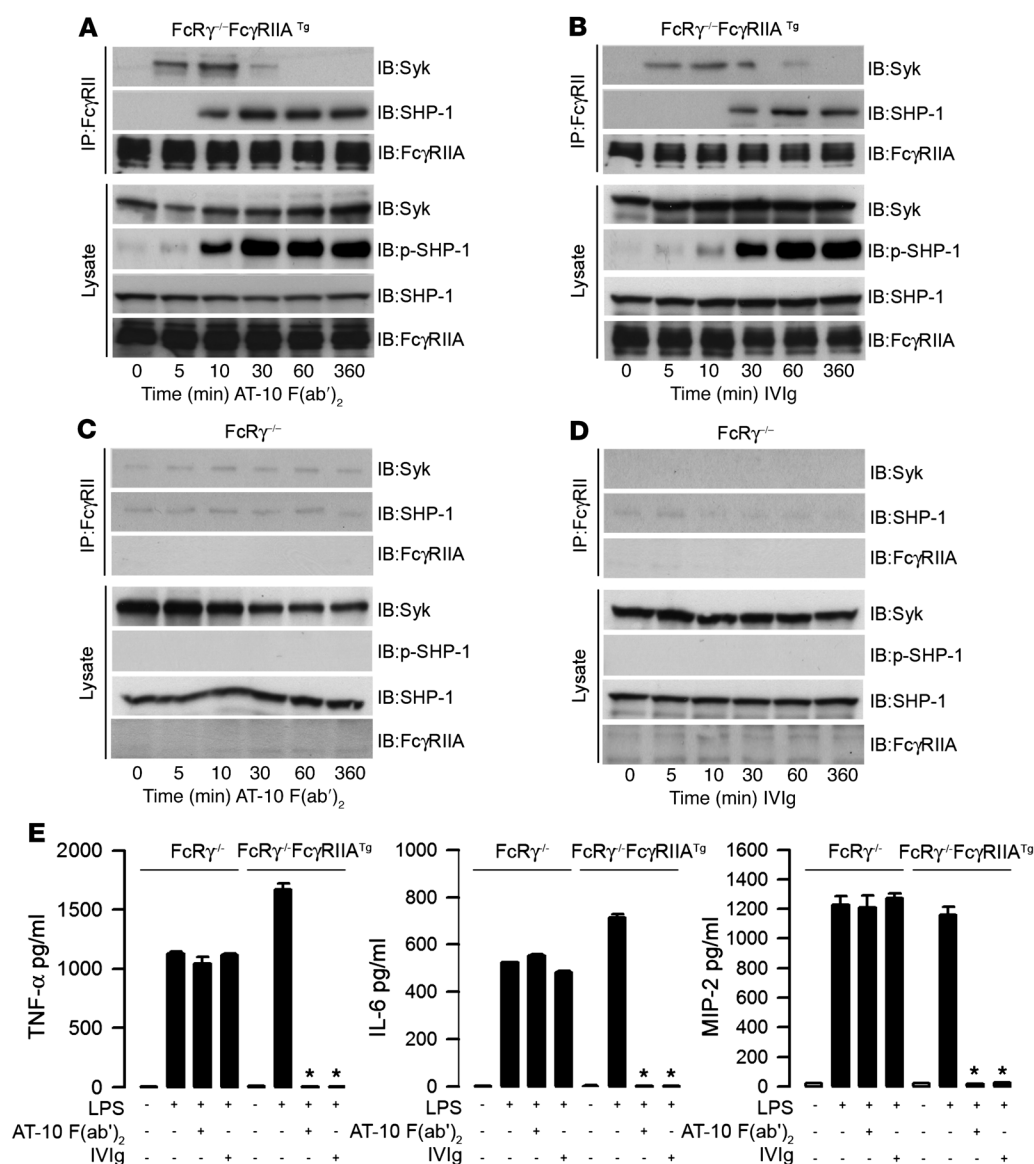 A
FcRγ⁻/⁻FcγRIIA Tg
IP:FcγRII
IB:Syk
IB:SHP-1
IB:FcγRIIA
Lysate
IB:Syk
IB:p-SHP-1
IB:SHP-1
IB:FcγRIIA
0 5 10 30 60 360
Time (min) AT-10 F(ab')₂
B
FcRγ⁻/⁻FcγRIIA Tg
IP:FcγRII
IB:Syk
IB:SHP-1
IB:FcγRIIA
Lysate
IB:Syk
IB:p-SHP-1
IB:SHP-1
IB:FcγRIIA
0 5 10 30 60 360
Time (min) IVIg
C
FcRγ⁻/⁻
IP:FcγRII
IB:Syk
IB:SHP-1
IB:FcγRIIA
Lysate
IB:Syk
IB:p-SHP-1
IB:SHP-1
IB:FcγRIIA
0 5 10 30 60 360
Time (min) AT-10 F(ab')₂
D
FcRγ⁻/⁻
IP:FcγRII
IB:Syk
IB:SHP-1
IB:FcγRIIA
Lysate
IB:Syk
IB:p-SHP-1
IB:SHP-1
IB:FcγRIIA
0 5 10 30 60 360
Time (min) IVIg
E
FcRγ⁻/⁻ FcRγ⁻/⁻FcγRIIATg
TNF-α pg/ml
2000
1500
1000
500
0
* *
LPS - + + + - + + +
AT-10 F(ab')₂ - - + - - - + -
IVIg - - - + - - - +
FcRγ⁻/⁻ FcRγ⁻/⁻FcγRIIATg
IL-6 pg/ml
1000
800
600
400
200
0
* *
LPS - + + + - + + +
AT-10 F(ab')₂ - - + - - - + -
IVIg - - - + - - - +
FcRγ⁻/⁻ FcRγ⁻/⁻FcγRIIATg
MIP-2 pg/ml
1600
1400
1200
1000
800
600
400
200
0
* *
LPS - + + + - + + +
AT-10 F(ab')₂ - - + - - - + -
IVIg - - - + - - - +